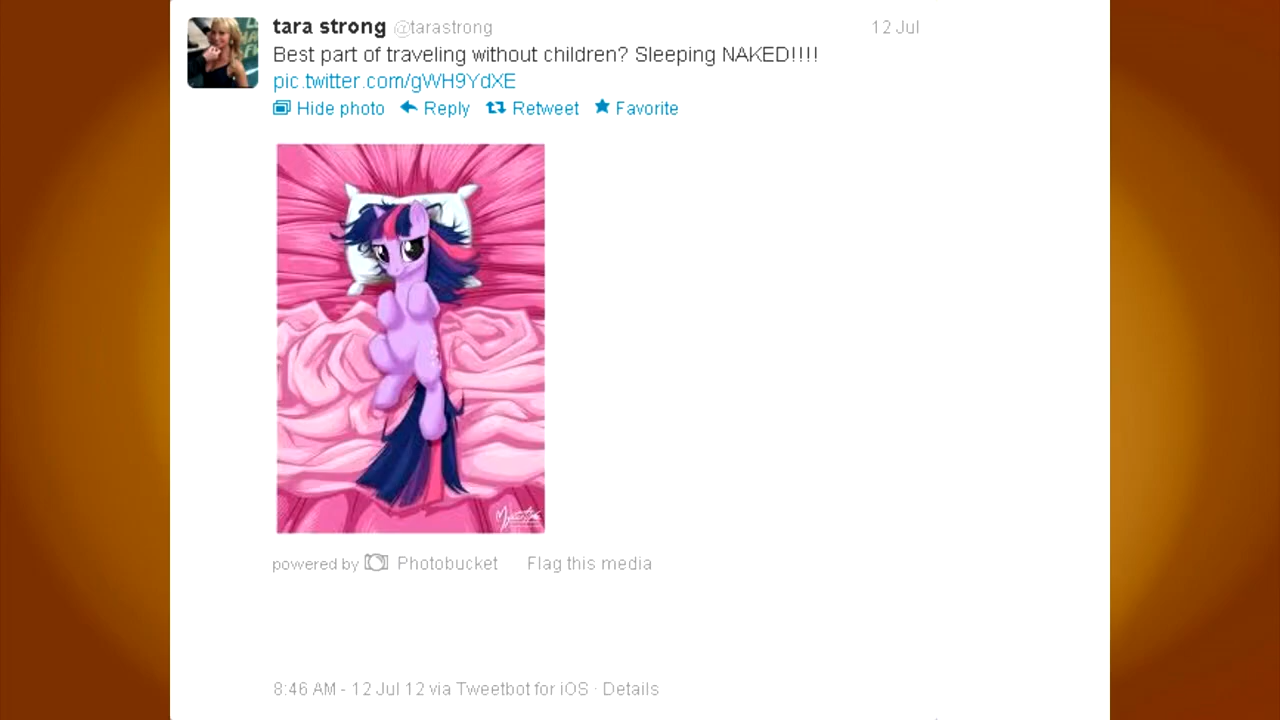 tara strong @tarastrong 12 Jul
Best part of traveling without children? Sleeping NAKED!!!!
pic.twitter.com/gWH9YdXE
Hide photo Reply Retweet Favorite
powered by Photobucket Flag this media
8:46 AM - 12 Jul 12 via Tweetbot for iOS · Details